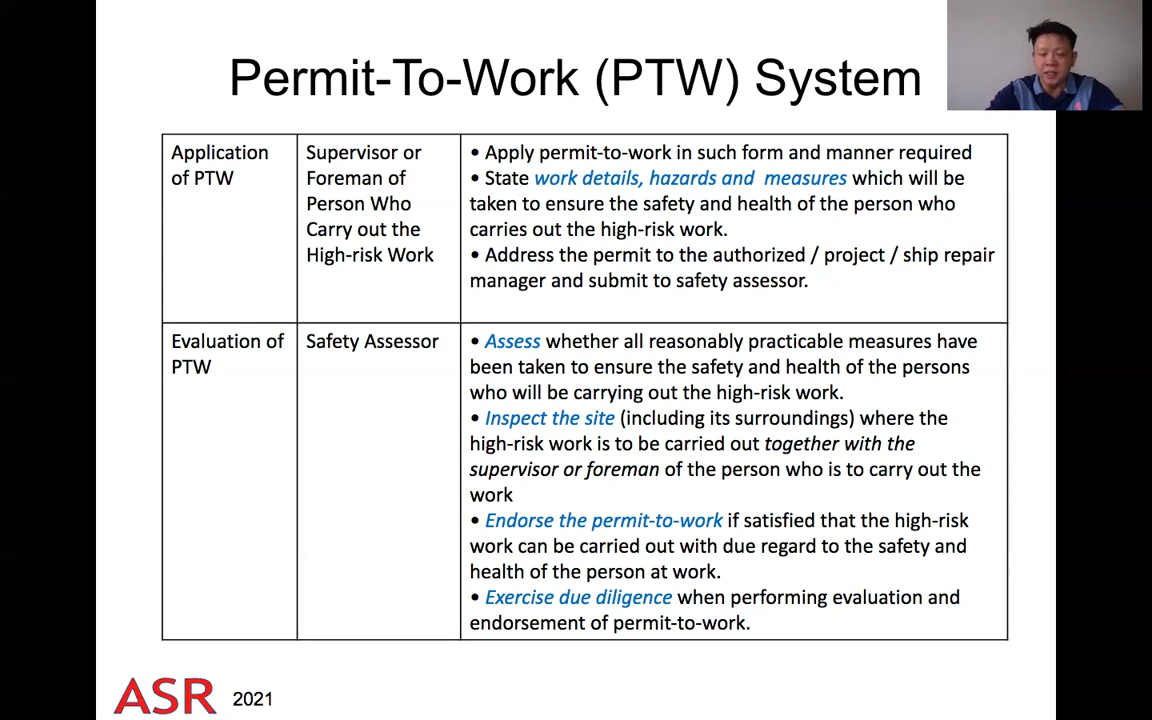 Permit-To-Work (PTW) System
Application
of PTW
Supervisor or
Foreman of
Person Who
Carry out the
High-risk Work
• Apply permit-to-work in such form and manner required
• State work details, hazards and measures which will be
taken to ensure the safety and health of the person who
carries out the high-risk work.
• Address the permit to the authorized / project / ship repair
manager and submit to safety assessor.
Evaluation of
PTW
Safety Assessor
• Assess whether all reasonably practicable measures have
been taken to ensure the safety and health of the persons
who will be carrying out the high-risk work.
• Inspect the site (including its surroundings) where the
high-risk work is to be carried out together with the
supervisor or foreman of the person who is to carry out the
work
• Endorse the permit-to-work if satisfied that the high-risk
work can be carried out with due regard to the safety and
health of the person at work.
• Exercise due diligence when performing evaluation and
endorsement of permit-to-work.
ASR 2021